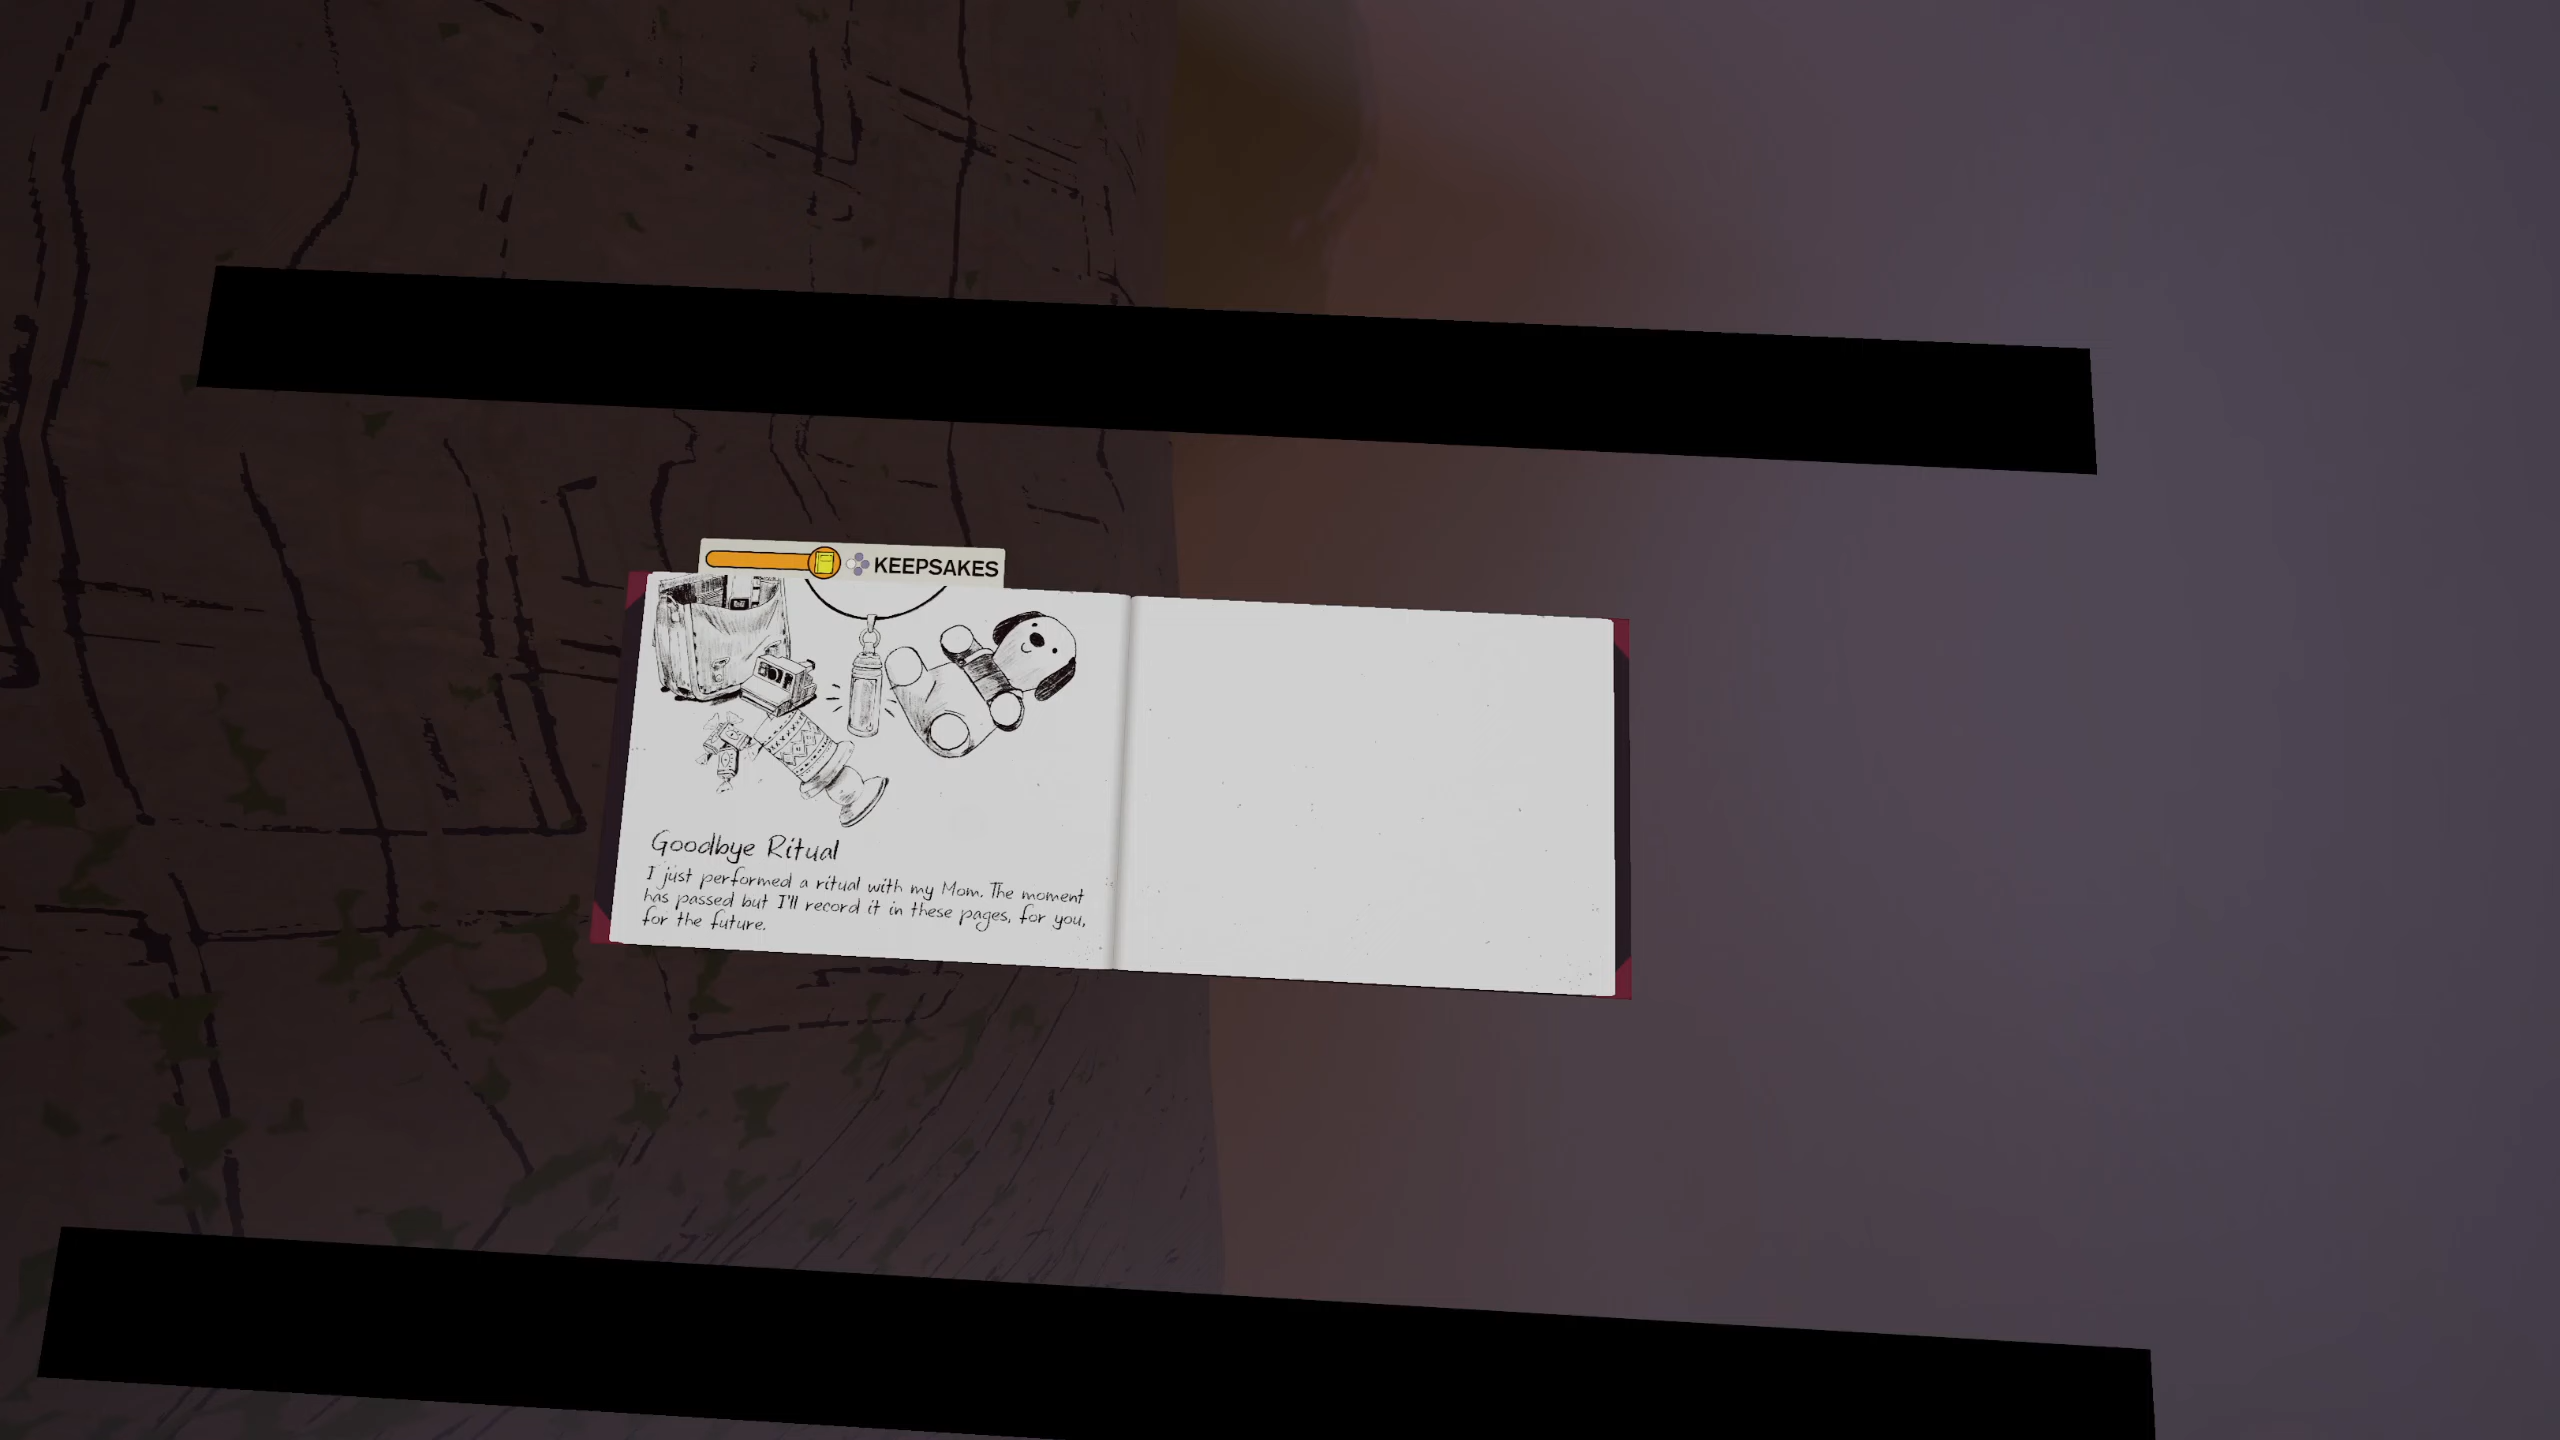 KEEPSAKES
Goodbye Ritual
I just performed a ritual with my Mom. The moment
has passed but I'll record it in these pages, for you,
for the future.